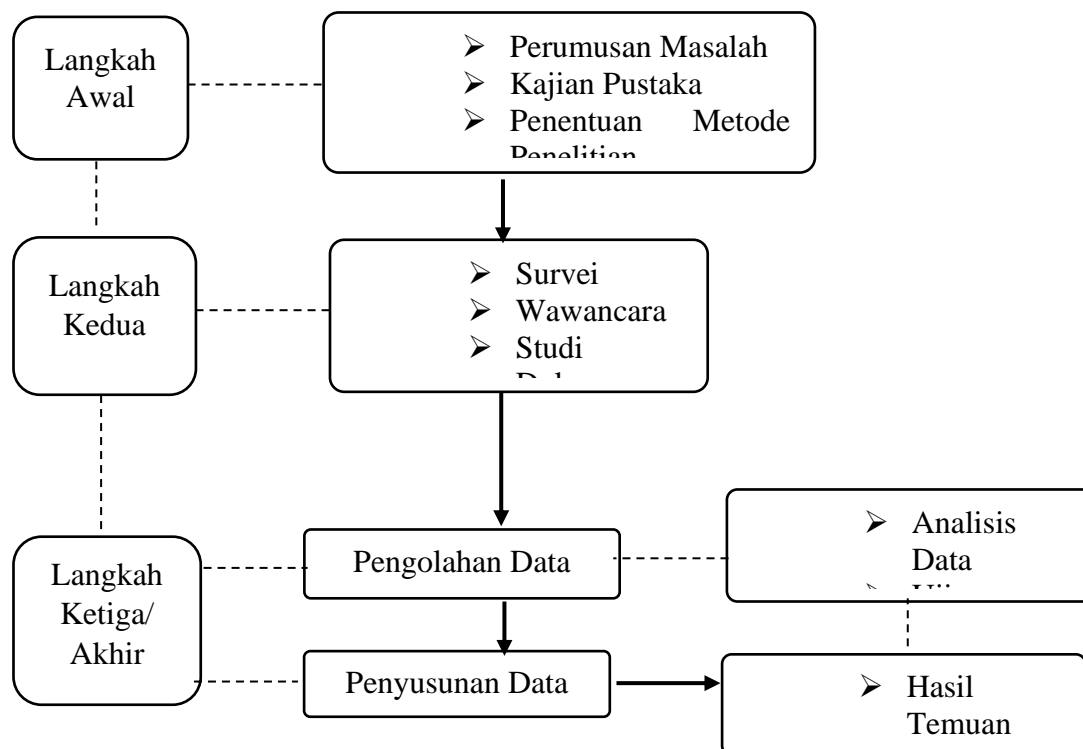 Langkah
Awal
➢ Perumusan Masalah
➢ Kajian Pustaka
➢ Penentuan Metode
Penelitian
Langkah
Kedua
➢ Survei
➢ Wawancara
➢ Studi
Langkah
Ketiga/
Akhir
Pengolahan Data
➢ Analisis
Data
Penyusunan Data
➢ Hasil
Temuan